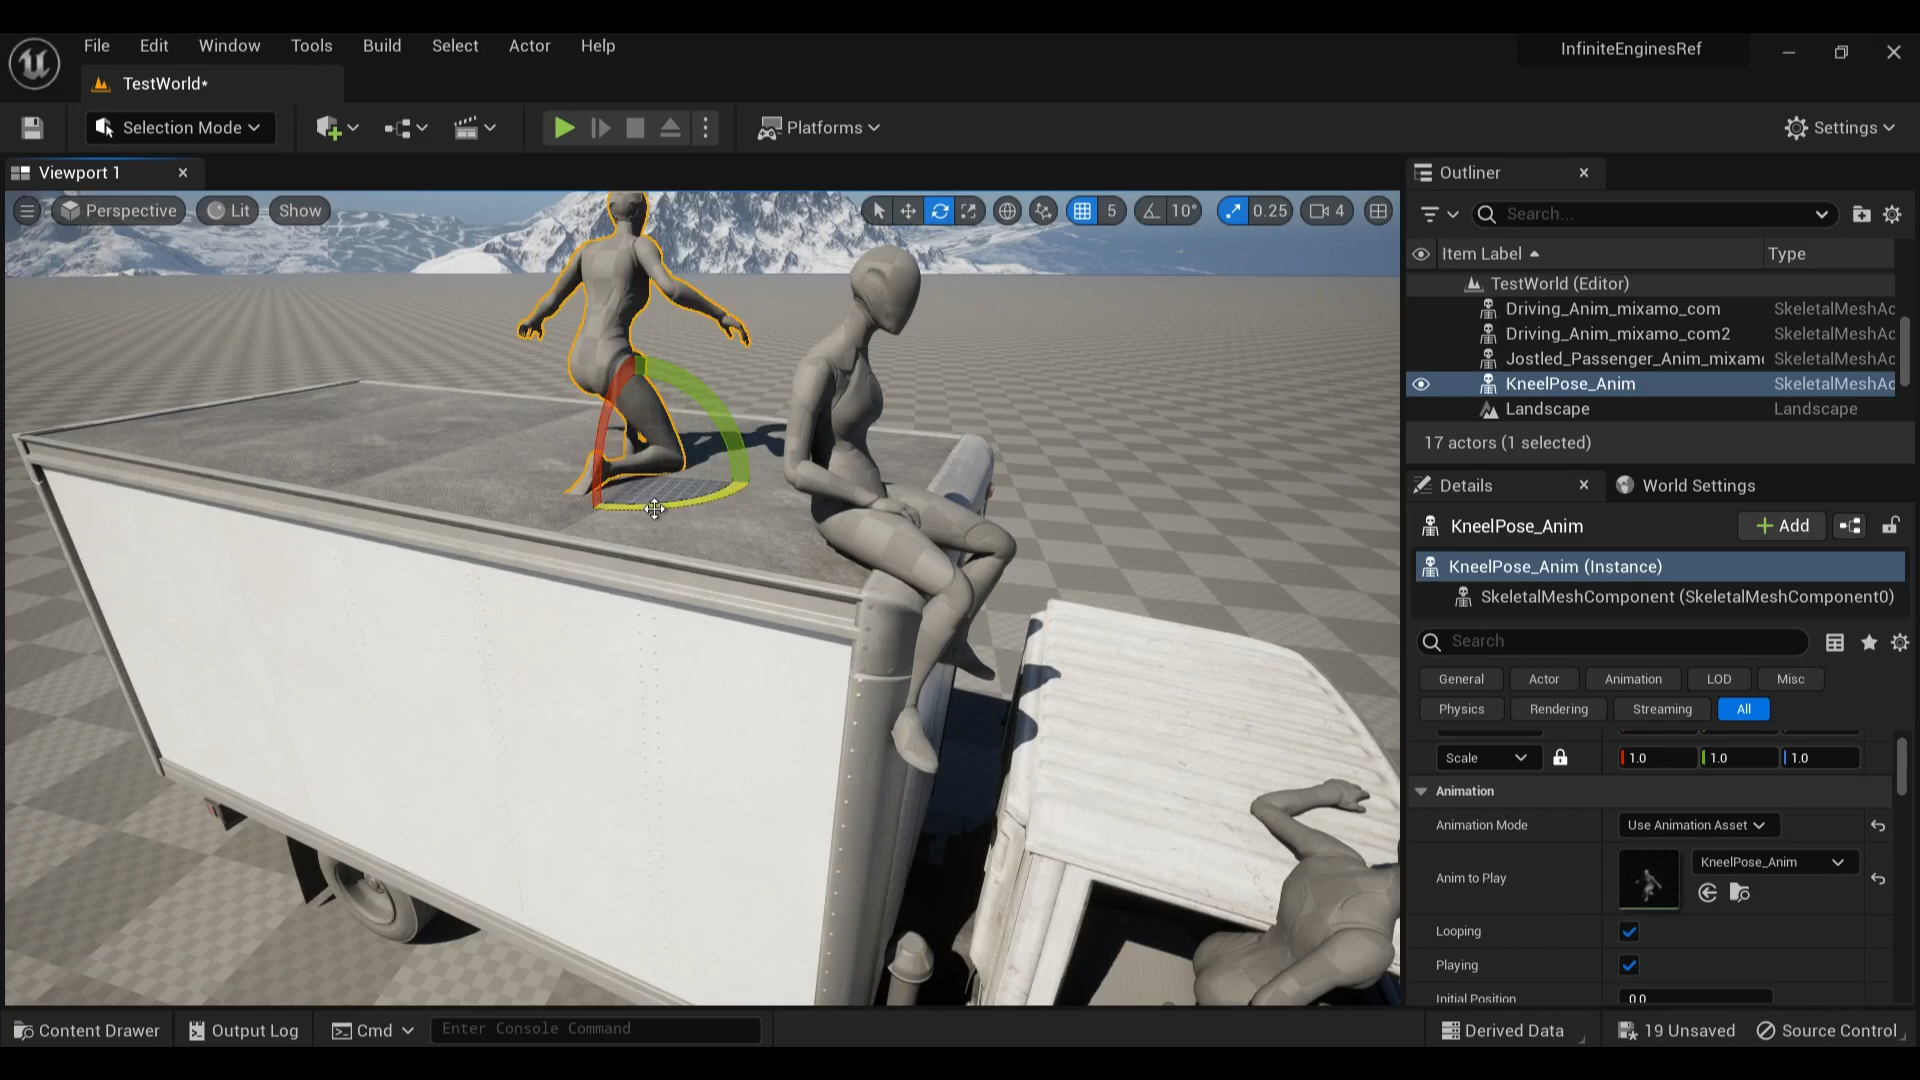 File Edit Window Tools Build Select Actor Help
InfiniteEnginesRef
TestWorld*
Selection Mode
Platforms
Settings
Viewport 1
Perspective Lit Show
5 10° 0.25 4
Outliner
Search...
Item Label Type
TestWorld (Editor)
Driving_Anim_mixamo_com SkeletalMeshAc
Driving_Anim_mixamo_com2 SkeletalMeshAc
Jostled_Passenger_Anim_mixamo SkeletalMeshAc
KneelPose_Anim SkeletalMeshAc
Landscape Landscape
17 actors (1 selected)
Details World Settings
KneelPose_Anim Add
KneelPose_Anim (Instance)
SkeletalMeshComponent (SkeletalMeshComponent0)
Search
General Actor Animation LOD Misc
Physics Rendering Streaming All
Scale 1.0 1.0 1.0
Animation
Animation Mode Use Animation Asset
Anim to Play KneelPose_Anim
Looping
Playing
Initial Position 0.0
Content Drawer Output Log Cmd Enter Console Command Derived Data 19 Unsaved Source Control